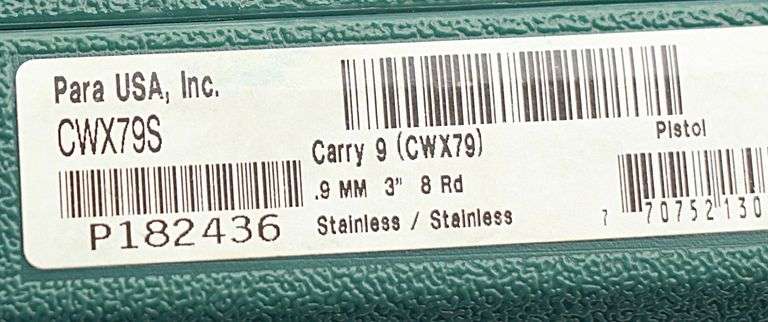 Para USA, Inc.
CWX79S
P182436
Carry 9 (CWX79)
.9 MM 3" 8 Rd
Stainless / Stainless
Pistol
7 70752130